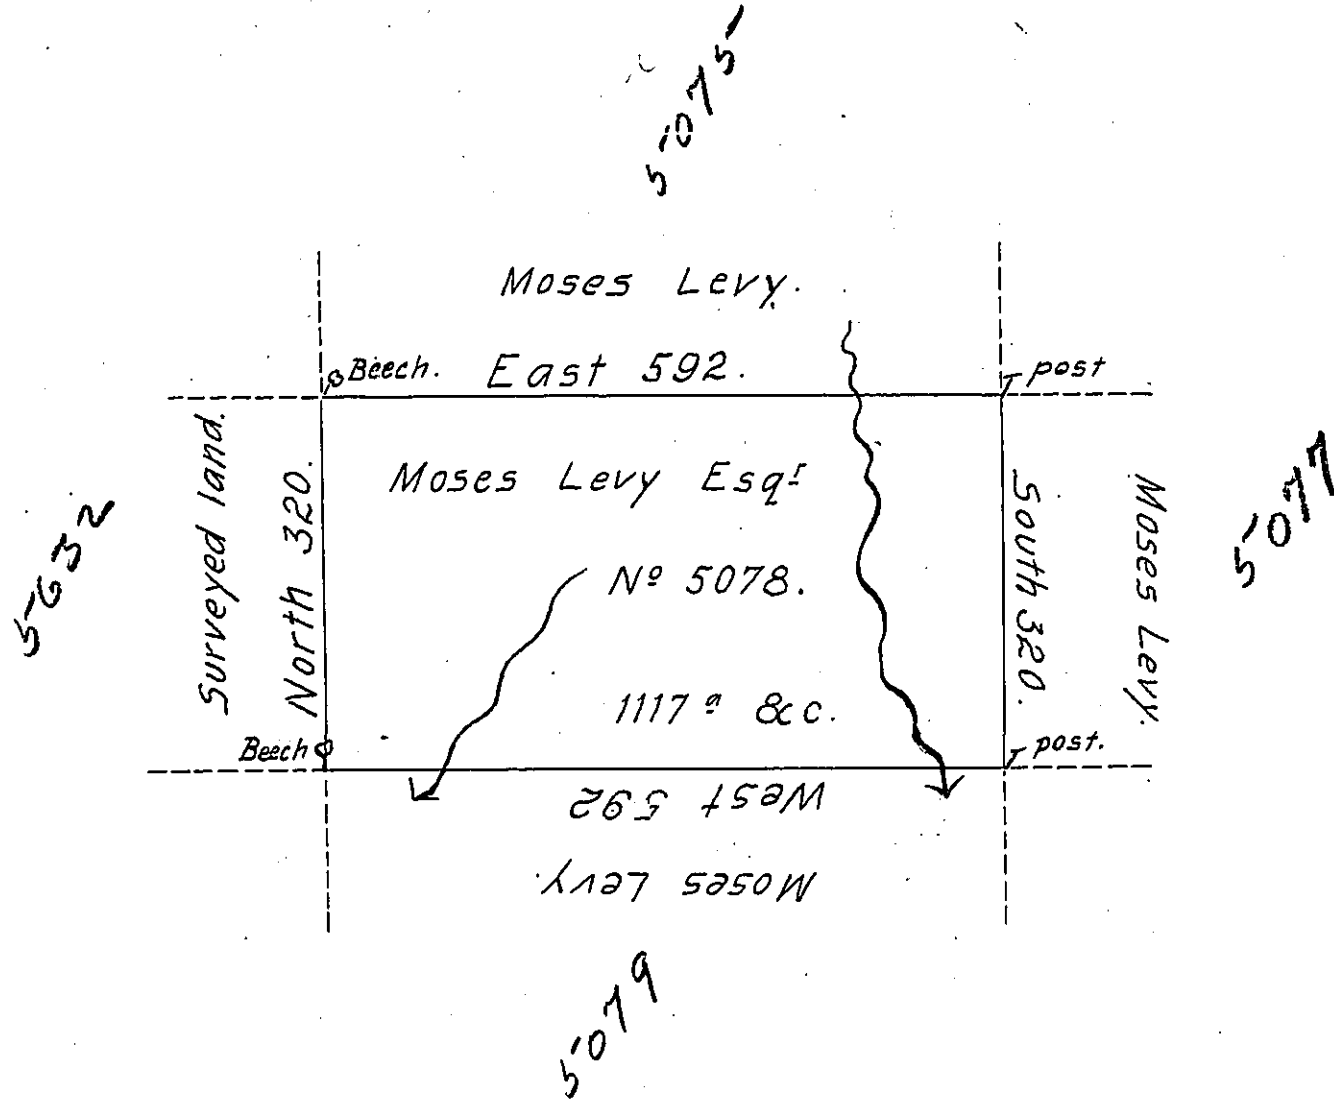 5075
Moses Levy.
Beech. East 592. post
Surveyed land.
North 320.
Moses Levy Esqr
Nº 5078.
1117 a &c.
South 320.
Moses Levy.
5632
5077
Beech
post.
West 592
Moses Levy.
5079